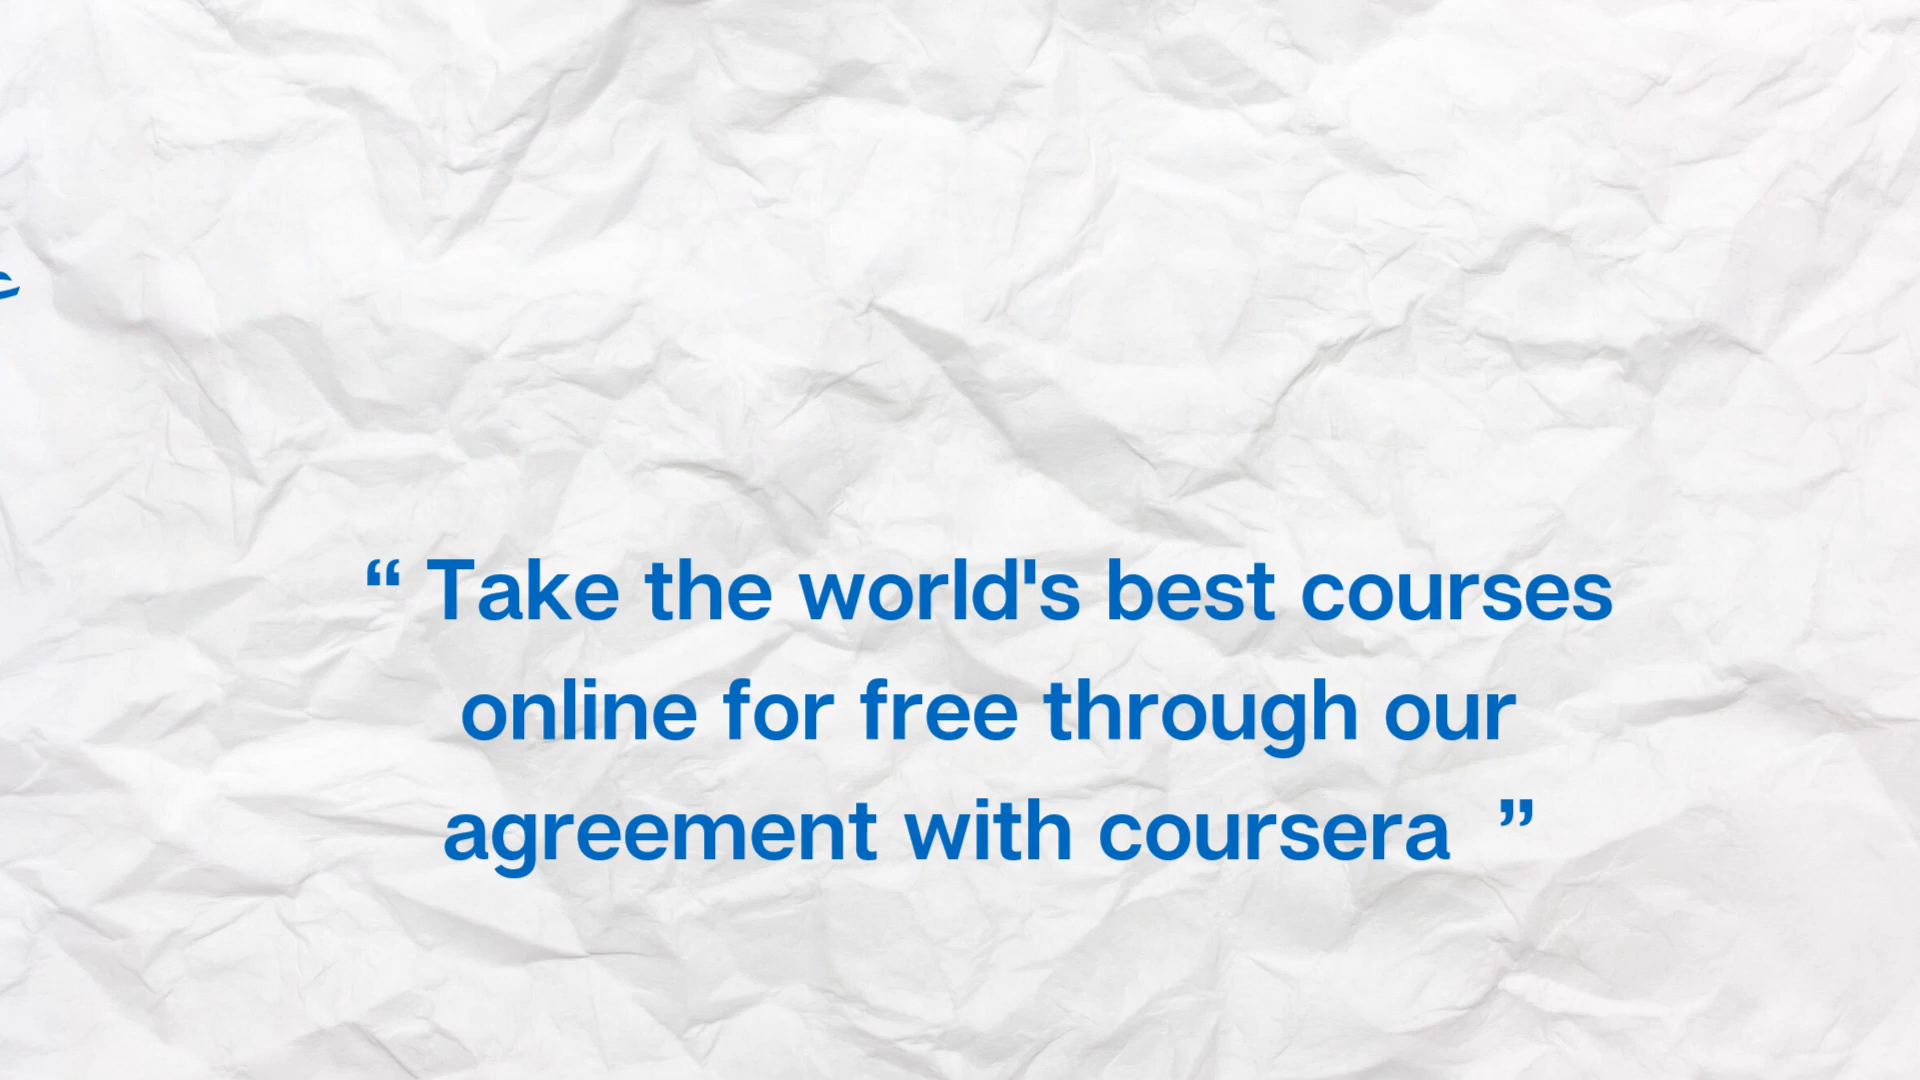 “ Take the world's best courses
online for free through our
agreement with coursera ”